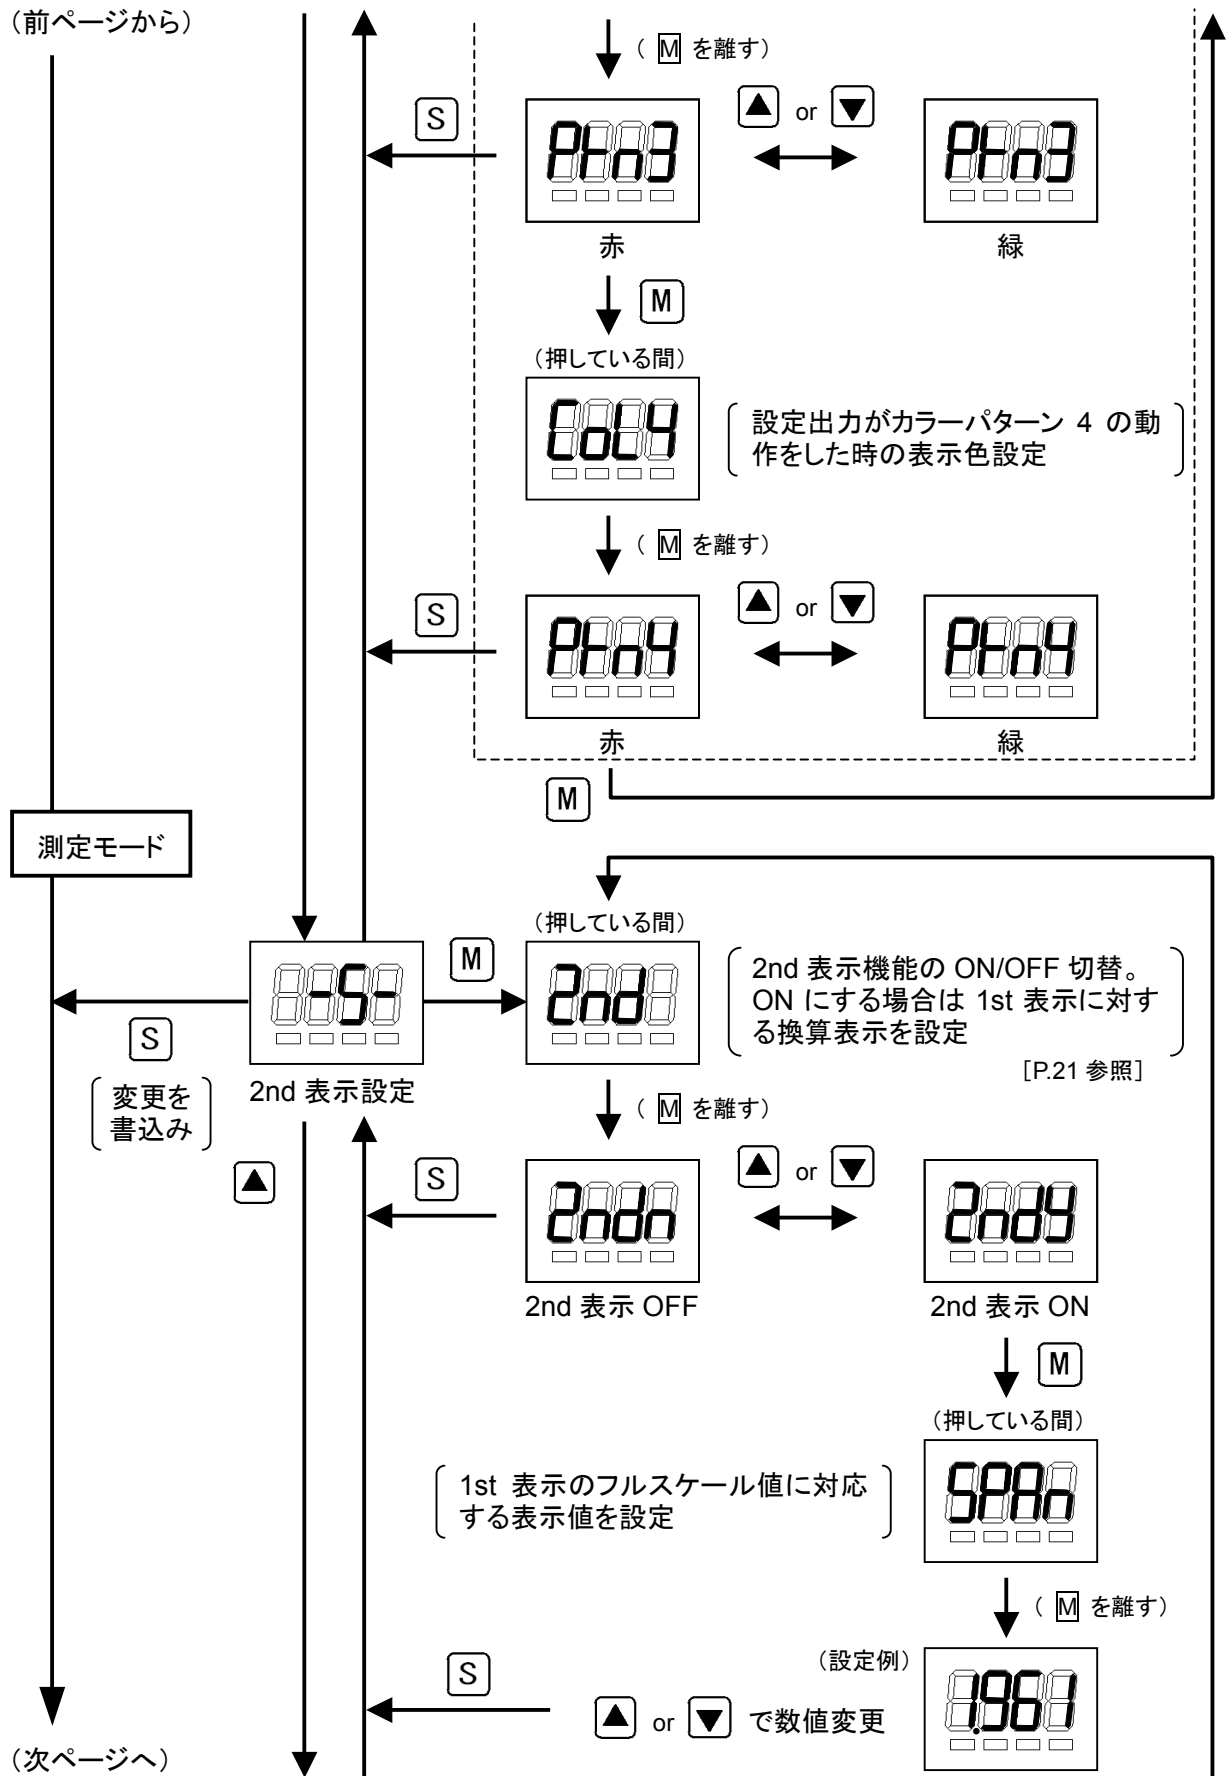 （前ページから）
（ M を離す）
S
▲ or ▼
Ptn3
Ptn3
赤
緑
M
（押している間）
CoL4
設定出力がカラーパターン 4 の動
作をした時の表示色設定
（ M を離す）
S
▲ or ▼
Ptn4
Ptn4
赤
緑
M
測定モード
（押している間）
M
-S-
2nd
2nd 表示機能の ON/OFF 切替。
ON にする場合は 1st 表示に対す
る換算表示を設定
［P.21 参照］
S
変更を
書込み
2nd 表示設定
（ M を離す）
▲
S
▲ or ▼
2ndn
2ndy
2nd 表示 OFF
2nd 表示 ON
M
（押している間）
1st 表示のフルスケール値に対応
する表示値を設定
SPAn
（ M を離す）
（設定例）
S
▲ or ▼ で数値変更
1.961
（次ページへ）